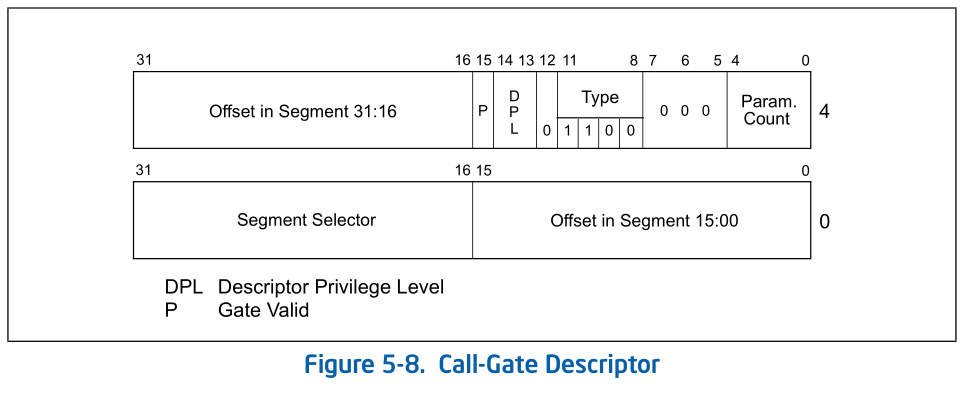 31 16 15 14 13 12 11 8 7 6 5 4 0
Offset in Segment 31:16 P D P L 0 Type 1 1 0 0 0 0 0 Param. Count 4
31 16 15 0
Segment Selector Offset in Segment 15:00 0
DPL Descriptor Privilege Level
P Gate Valid
Figure 5-8. Call-Gate Descriptor